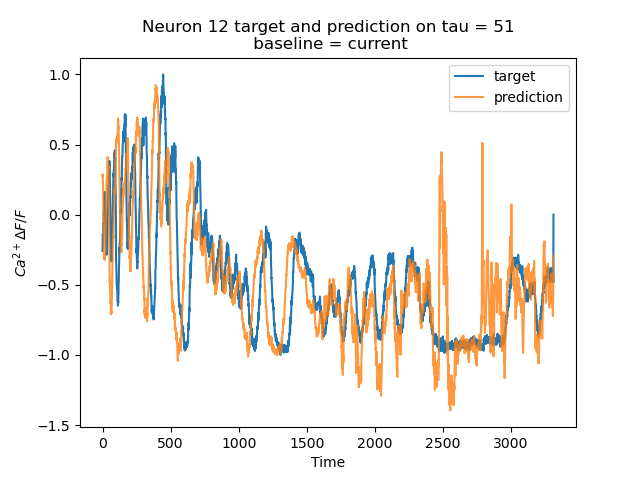 Neuron 12 target and prediction on tau = 51
baseline = current
target
prediction
1.0
0.5
0.0
−0.5
−1.0
−1.5
Ca²⁺ ΔF/F
0 500 1000 1500 2000 2500 3000
Time